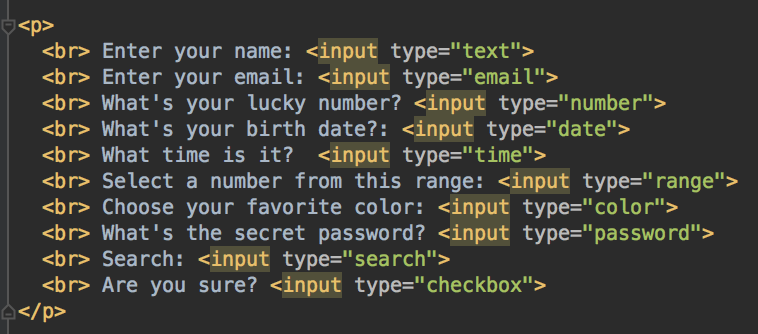 <p>
<br> Enter your name: <input type="text">
<br> Enter your email: <input type="email">
<br> What's your lucky number? <input type="number">
<br> What's your birth date?: <input type="date">
<br> What time is it?  <input type="time">
<br> Select a number from this range: <input type="range">
<br> Choose your favorite color: <input type="color">
<br> What's the secret password? <input type="password">
<br> Search: <input type="search">
<br> Are you sure? <input type="checkbox">
</p>